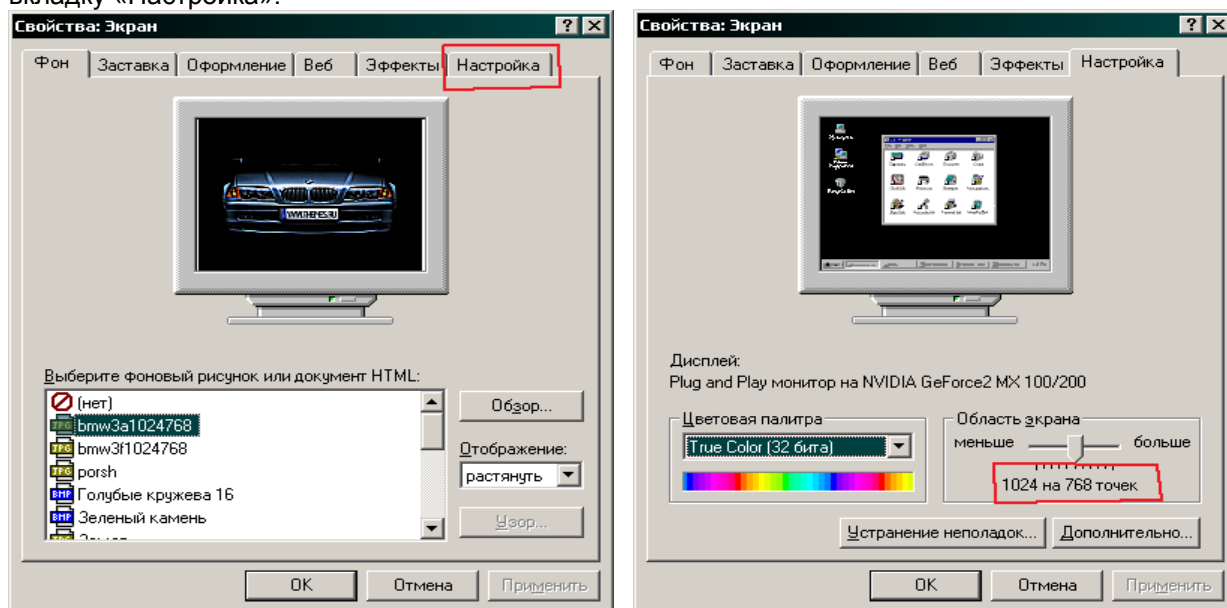 вкладку «Настройка».
Свойства: Экран
Фон Заставка Оформление Веб Эффекты Настройка
WWW.THEMES.RU
Выберите фоновый рисунок или документ HTML:
(нет)
bmw3a1024768
bmw3f1024768
porsh
Голубые кружева 16
Зеленый камень
Обзор...
Отображение:
растянуть
Узор...
OK Отмена Применить
Свойства: Экран
Фон Заставка Оформление Веб Эффекты Настройка
Дисплей:
Plug and Play монитор на NVIDIA GeForce2 MX 100/200
Цветовая палитра
True Color (32 бита)
Область экрана
меньше больше
1024 на 768 точек
Устранение неполадок... Дополнительно...
OK Отмена Применить